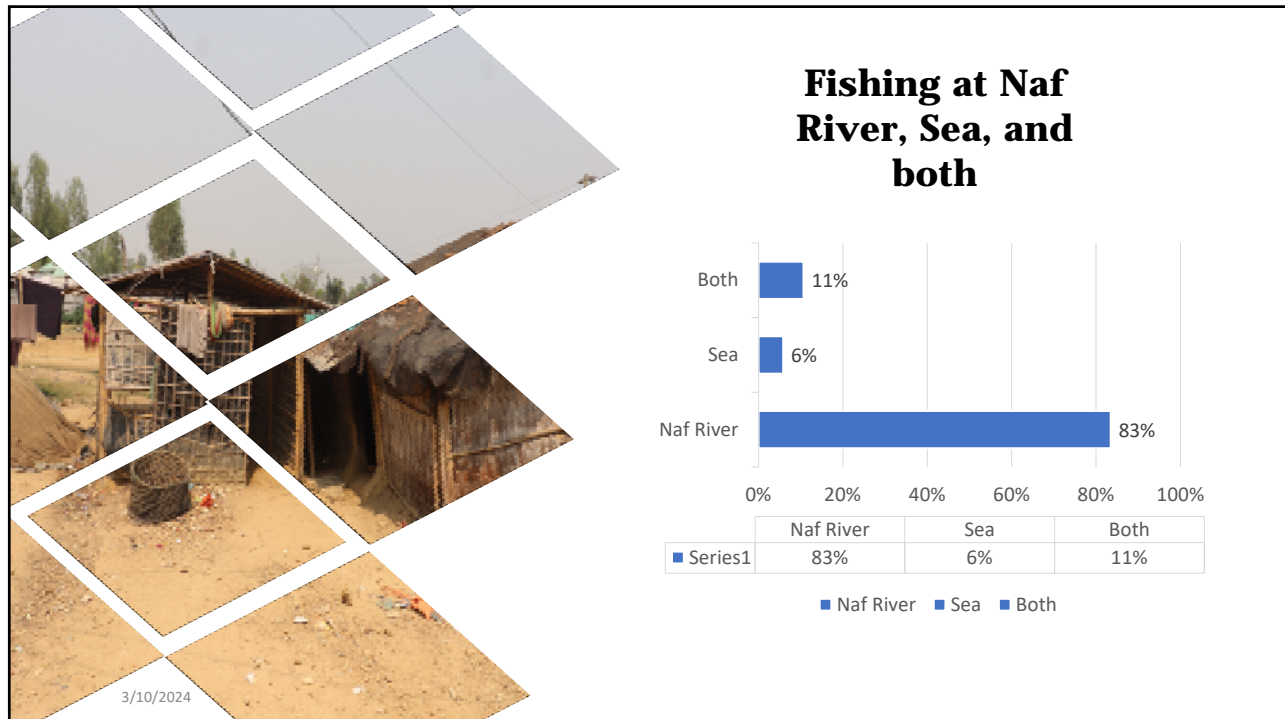 Fishing at Naf
River, Sea, and
both
Both
11%
Sea
6%
Naf River
83%
0% 20% 40% 60% 80% 100%
Naf River Sea Both
Series1 83% 6% 11%
Naf River Sea Both
3/10/2024